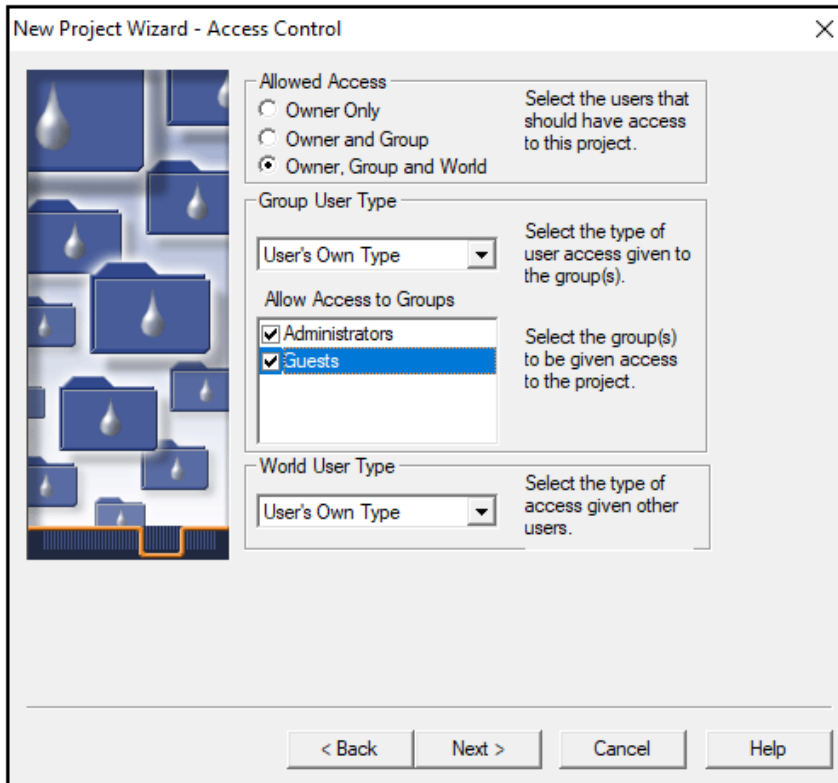 New Project Wizard - Access Control
Allowed Access
Owner Only
Owner and Group
Owner, Group and World
Select the users that
should have access
to this project.
Group User Type
User's Own Type
Select the type of
user access given to
the group(s).
Allow Access to Groups
Administrators
Guests
Select the group(s)
to be given access
to the project.
World User Type
User's Own Type
Select the type of
access given other
users.
< Back
Next >
Cancel
Help